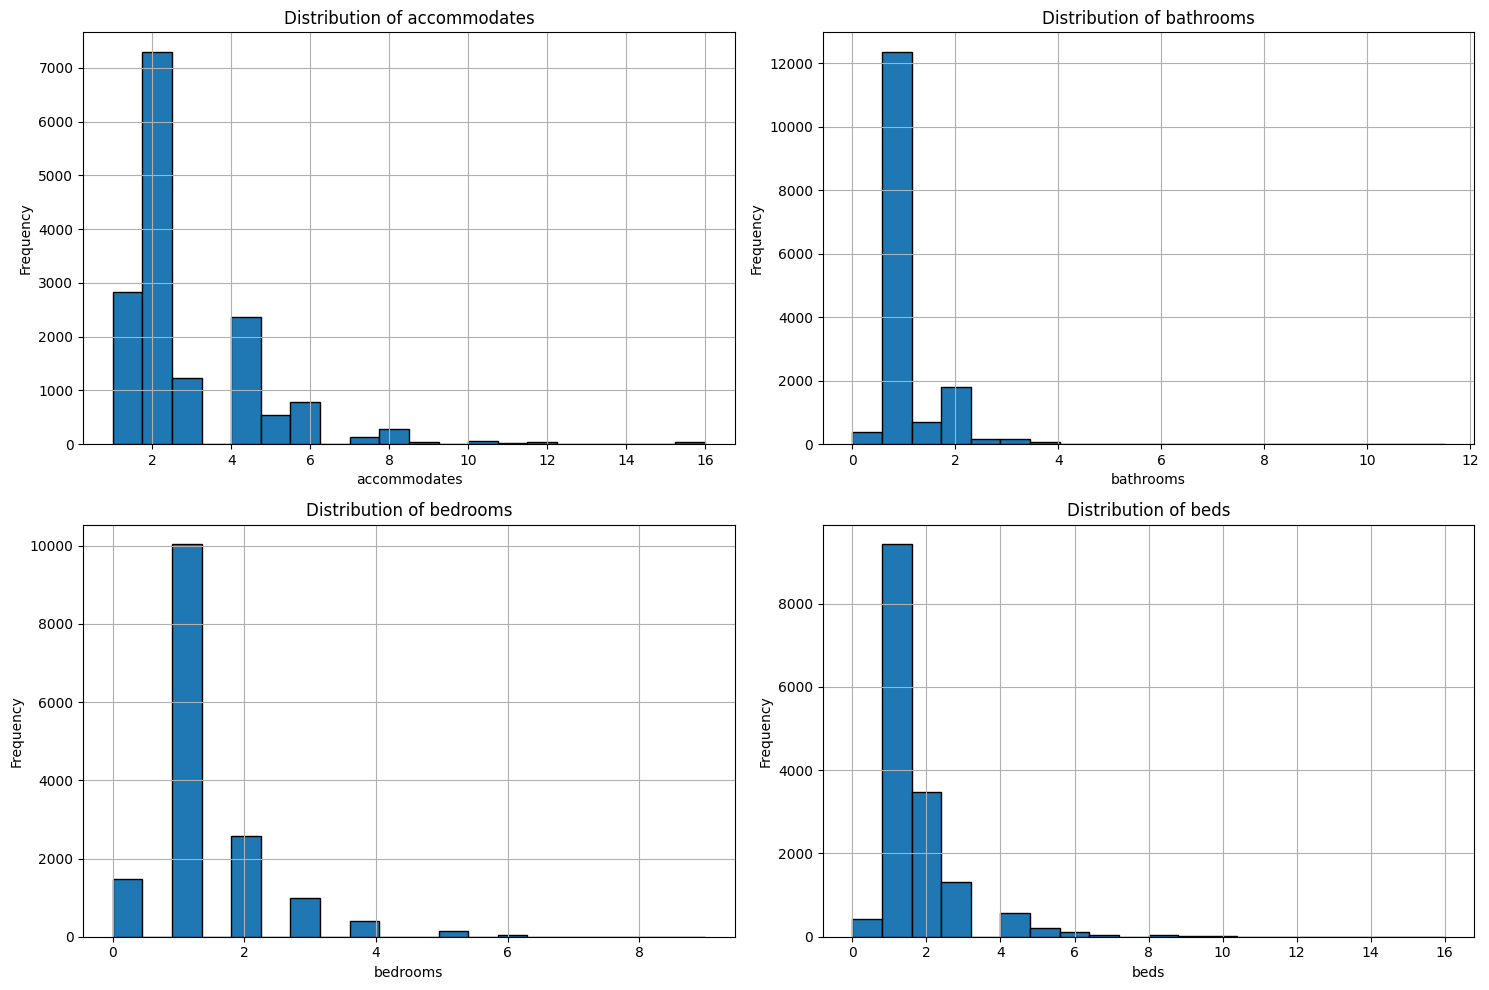 Distribution of accommodates
7000
6000
5000
4000
3000
2000
1000
0
Frequency
2 4 6 8 10 12 14 16
accommodates
Distribution of bathrooms
12000
10000
8000
6000
4000
2000
0
Frequency
0 2 4 6 8 10 12
bathrooms
Distribution of bedrooms
10000
8000
6000
4000
2000
0
Frequency
0 2 4 6 8
bedrooms
Distribution of beds
8000
6000
4000
2000
0
Frequency
0 2 4 6 8 10 12 14 16
beds